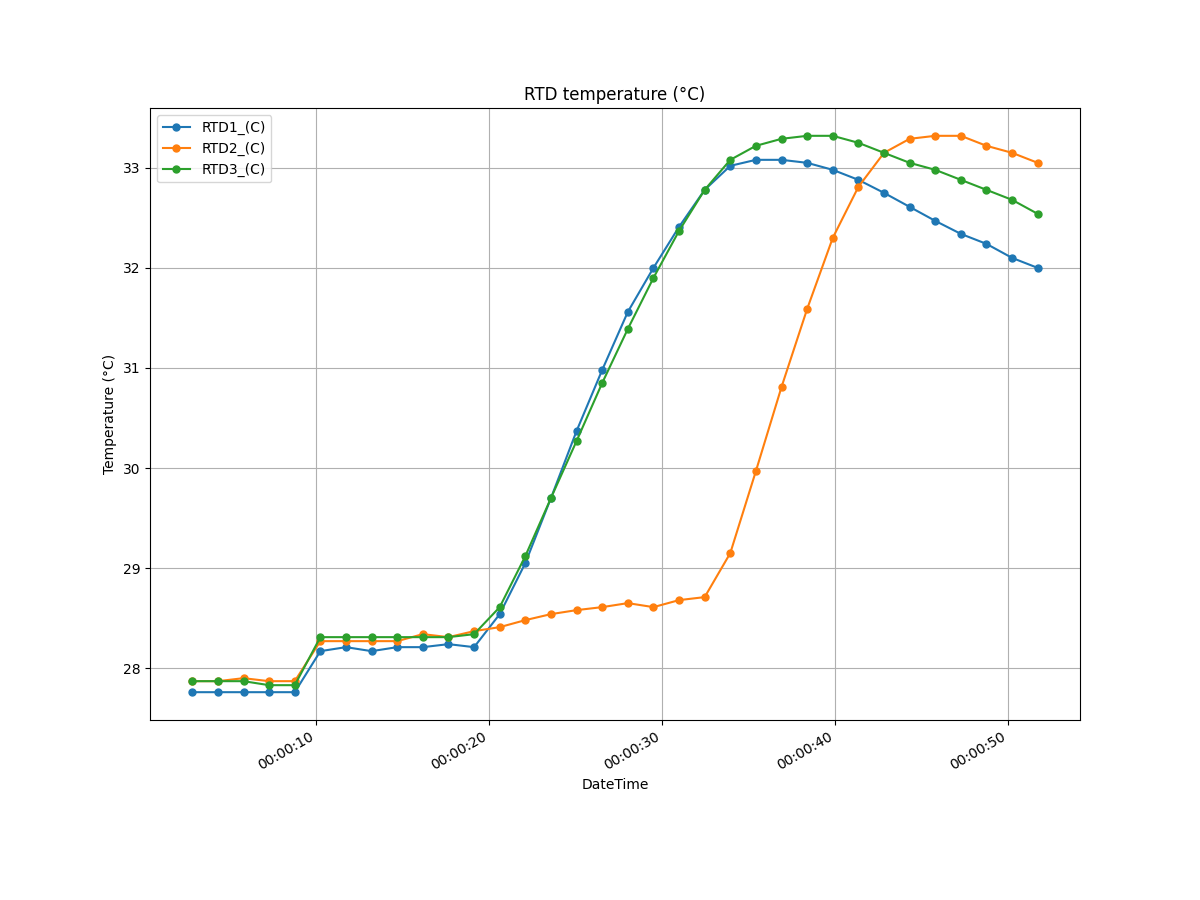 RTD temperature (°C)
RTD1_(C)
RTD2_(C)
RTD3_(C)
Temperature (°C)
33
32
31
30
29
28
00:00:10
00:00:20
00:00:30
00:00:40
00:00:50
DateTime